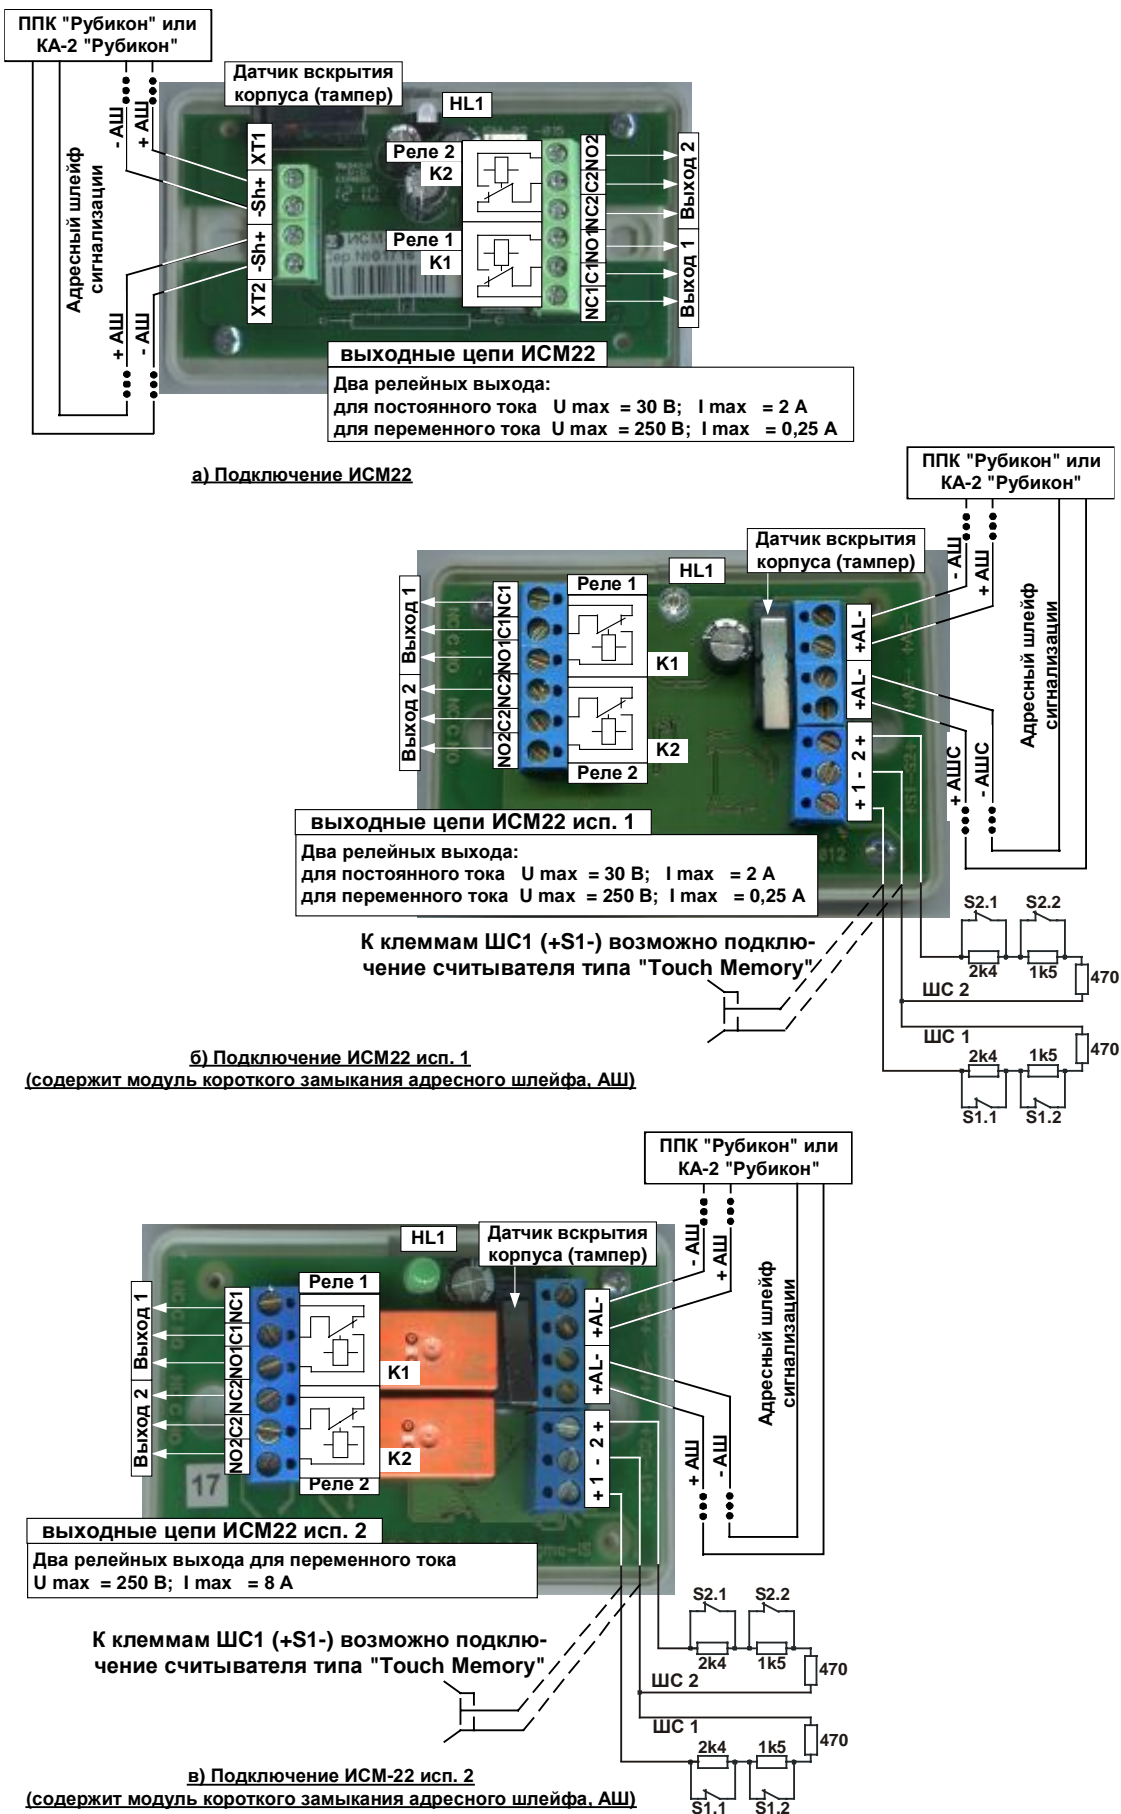 ППК "Рубикон" или
КА-2 "Рубикон"
Датчик вскрытия
корпуса (тампер)
HL1
- АШ
+ АШ
XT1
-Sh+
-Sh+
XT2
Адресный шлейф
сигнализации
+ АШ
- АШ
Реле 2
K2
Реле 1
K1
NO2
C2
NC2
NO1
C1
NC1
Выход 2
Выход 1
выходные цепи ИСМ22
Два релейных выхода:
для постоянного тока U max = 30 В; I max = 2 А
для переменного тока U max = 250 В; I max = 0,25 А
а) Подключение ИСМ22
ППК "Рубикон" или
КА-2 "Рубикон"
Датчик вскрытия
корпуса (тампер)
HL1
- АШ
+ АШ
Выход 1
Выход 2
NC1
C1
NO1
NC2
C2
NO2
Реле 1
K1
K2
Реле 2
+AL-
+AL-
+ 1 - 2 +
Адресный шлейф
сигнализации
+ АШС
- АШС
выходные цепи ИСМ22 исп. 1
Два релейных выхода:
для постоянного тока U max = 30 В; I max = 2 А
для переменного тока U max = 250 В; I max = 0,25 А
012
К клеммам ШС1 (+S1-) возможно подклю-
чение считывателя типа "Touch Memory"
S2.1
S2.2
2k4
1k5
470
ШС 2
ШС 1
2k4
1k5
470
S1.1
S1.2
б) Подключение ИСМ22 исп. 1
(содержит модуль короткого замыкания адресного шлейфа, АШ)
ППК "Рубикон" или
КА-2 "Рубикон"
HL1
Датчик вскрытия
корпуса (тампер)
- АШ
+ АШ
Выход 1
Выход 2
NC1
C1
NO1
NC2
C2
NO2
Реле 1
K1
K2
Реле 2
+AL-
+AL-
+ 1 - 2 +
Адресный шлейф
сигнализации
+ АШ
- АШ
17
выходные цепи ИСМ22 исп. 2
Два релейных выхода для переменного тока
U max = 250 В; I max = 8 А
К клеммам ШС1 (+S1-) возможно подклю-
чение считывателя типа "Touch Memory"
S2.1
S2.2
2k4
1k5
470
ШС 2
ШС 1
2k4
1k5
470
S1.1
S1.2
в) Подключение ИСМ-22 исп. 2
(содержит модуль короткого замыкания адресного шлейфа, АШ)